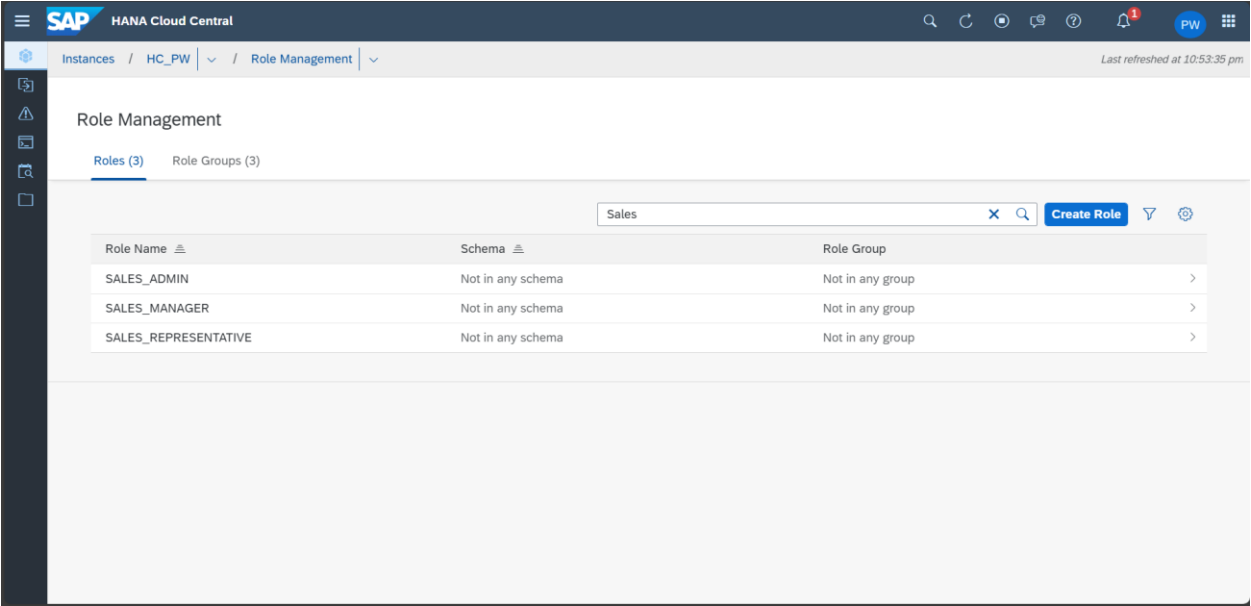 SAP HANA Cloud Central 1 PW
Instances / HC_PW / Role Management Last refreshed at 10:53:35 pm
Role Management
Roles (3) Role Groups (3)
Sales Create Role
Role Name Schema Role Group
SALES_ADMIN Not in any schema Not in any group
SALES_MANAGER Not in any schema Not in any group
SALES_REPRESENTATIVE Not in any schema Not in any group